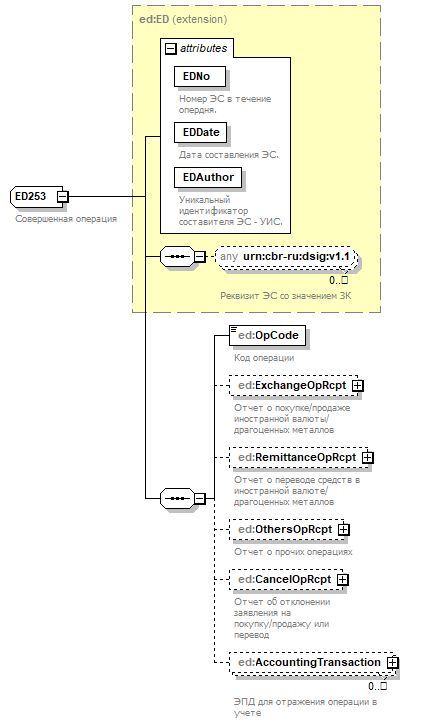 ed:ED (extension)
attributes
EDNo
Номер ЭС в течение
опердня.
EDDate
Дата составления ЭС.
EDAuthor
Уникальный
идентификатор
составителя ЭС - УИС.
ED253
Совершенная операция
any urn:cbr-ru:dsig:v1.1
0..
Реквизит ЭС со значением ЗК
ed:OpCode
Код операции
ed:ExchangeOpRcpt
Отчет о покупке/продаже
иностранной валюты/
драгоценных металлов
ed:RemittanceOpRcpt
Отчет о переводе средств в
иностранной валюте/
драгоценных металлов
ed:OthersOpRcpt
Отчет о прочих операциях
ed:CancelOpRcpt
Отчет об отклонении
заявления на
покупку/продажу или
перевод
ed:AccountingTransaction
0..
ЭПД для отражения операции в
учете